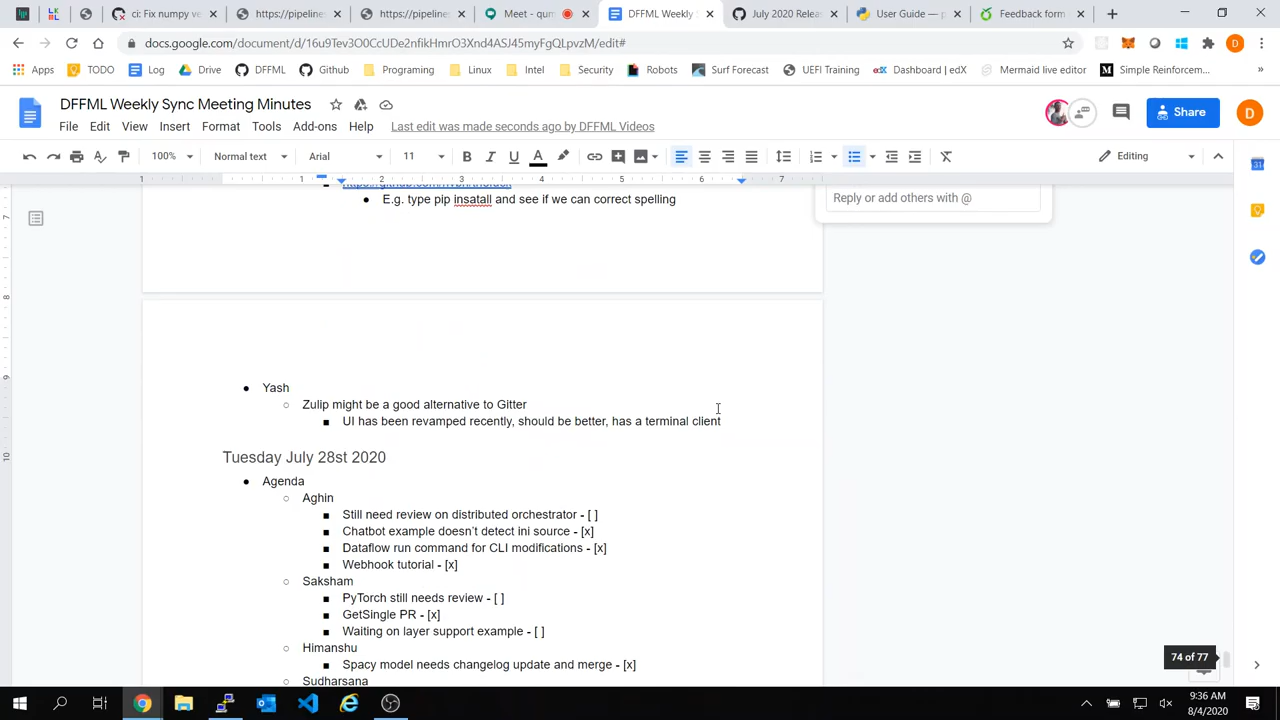 ci: Fix numpy ve
https://pipeline
https://pipeline
Meet - qum
DFFML Weekly S
July 2020 Relea
User Guide — p
Feedback form
docs.google.com/document/d/16u9Tev3O0CcUDe2nfikHmrO3Xnd4ASJ45myFgQLpvzM/edit#
Apps
TODO
Log
Drive
DFFML
Github
Programing
Linux
Intel
Security
Robots
Surf Forecast
UEFI Training
Dashboard | edX
Mermaid live editor
Simple Reinforcem...
DFFML Weekly Sync Meeting Minutes
File Edit View Insert Format Tools Add-ons Help Last edit was made seconds ago by DFFML Videos
Share
D
100% Normal text Arial 11 Editing
1 1 2 3 4 5 6 7
Reply or add others with @
E.g. type pip insatall and see if we can correct spelling
Yash
Zulip might be a good alternative to Gitter
UI has been revamped recently, should be better, has a terminal client
Tuesday July 28st 2020
Agenda
Aghin
Still need review on distributed orchestrator - [ ]
Chatbot example doesn't detect ini source - [x]
Dataflow run command for CLI modifications - [x]
Webhook tutorial - [x]
Saksham
PyTorch still needs review - [ ]
GetSingle PR - [x]
Waiting on layer support example - [ ]
Himanshu
Spacy model needs changelog update and merge - [x]
Sudharsana
74 of 77
9:36 AM
8/4/2020